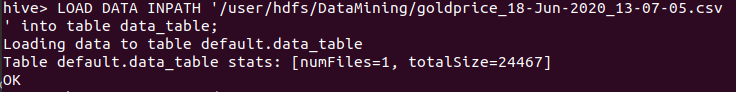 hive> LOAD DATA INPATH '/user/hdfs/DataMining/goldprice_18-Jun-2020_13-07-05.csv
' into table data_table;
Loading data to table default.data_table
Table default.data_table stats: [numFiles=1, totalSize=24467]
OK